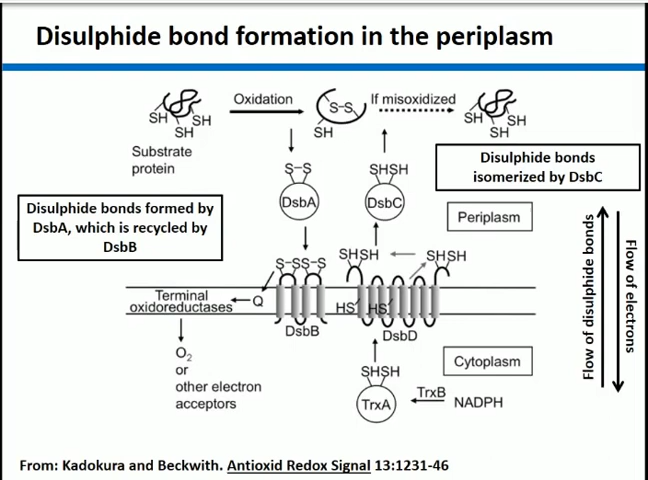 Disulphide bond formation in the periplasm
Oxidation
If misoxidized
S-S
SH
SH
SH
SH
SH
SH
SH
Substrate
protein
Disulphide bonds
isomerized by DsbC
S-S
SHSH
DsbA
DsbC
Disulphide bonds formed by
DsbA, which is recycled by
DsbB
Periplasm
S-SS-S
SHSH
SHSH
Terminal
oxidoreductases
Q
HS
HS
DsbB
DsbD
Flow of disulphide bonds
Flow of electrons
O2
or
other electron
acceptors
Cytoplasm
SHSH
TrxA
TrxB
NADPH
From: Kadokura and Beckwith. Antioxid Redox Signal 13:1231-46